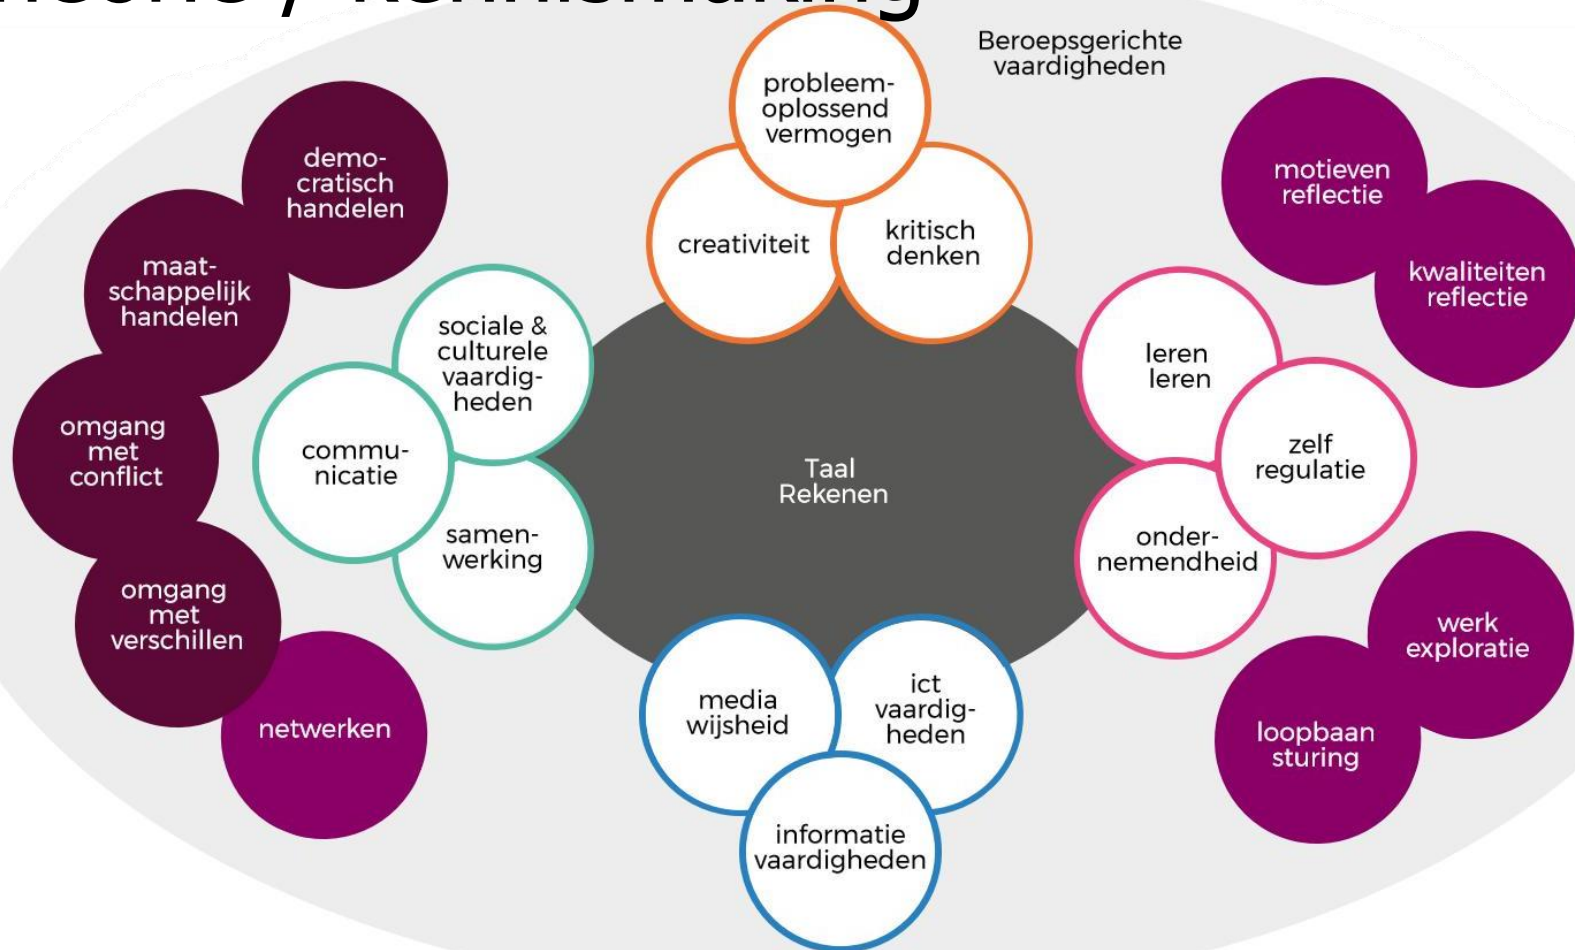 kennismaking
Beroepsgerichte
vaardigheden
probleem-
oplossend
vermogen
creativiteit
kritisch
denken
demo-
cratisch
handelen
maat-
schappelijk
handelen
omgang
met
conflict
omgang
met
verschillen
netwerken
sociale &
culturele
vaardig-
heden
commu-
nicatie
samen-
werking
Taal
Rekenen
motieven
reflectie
kwaliteiten
reflectie
leren
leren
zelf
regulatie
onder-
nemendheid
werk
exploratie
loopbaan
sturing
media
wijsheid
ict
vaardig-
heden
informatie
vaardigheden